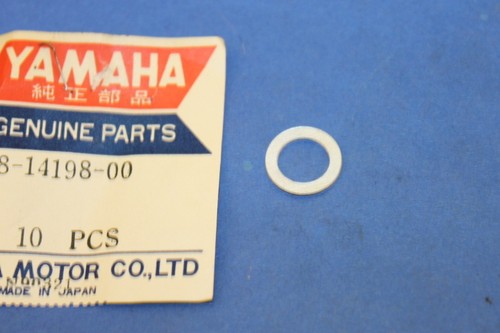 YAMAHA
純正部品
GENUINE PARTS
8-14198-00
10 PCS
A MOTOR CO.,LTD
MADE IN JAPAN